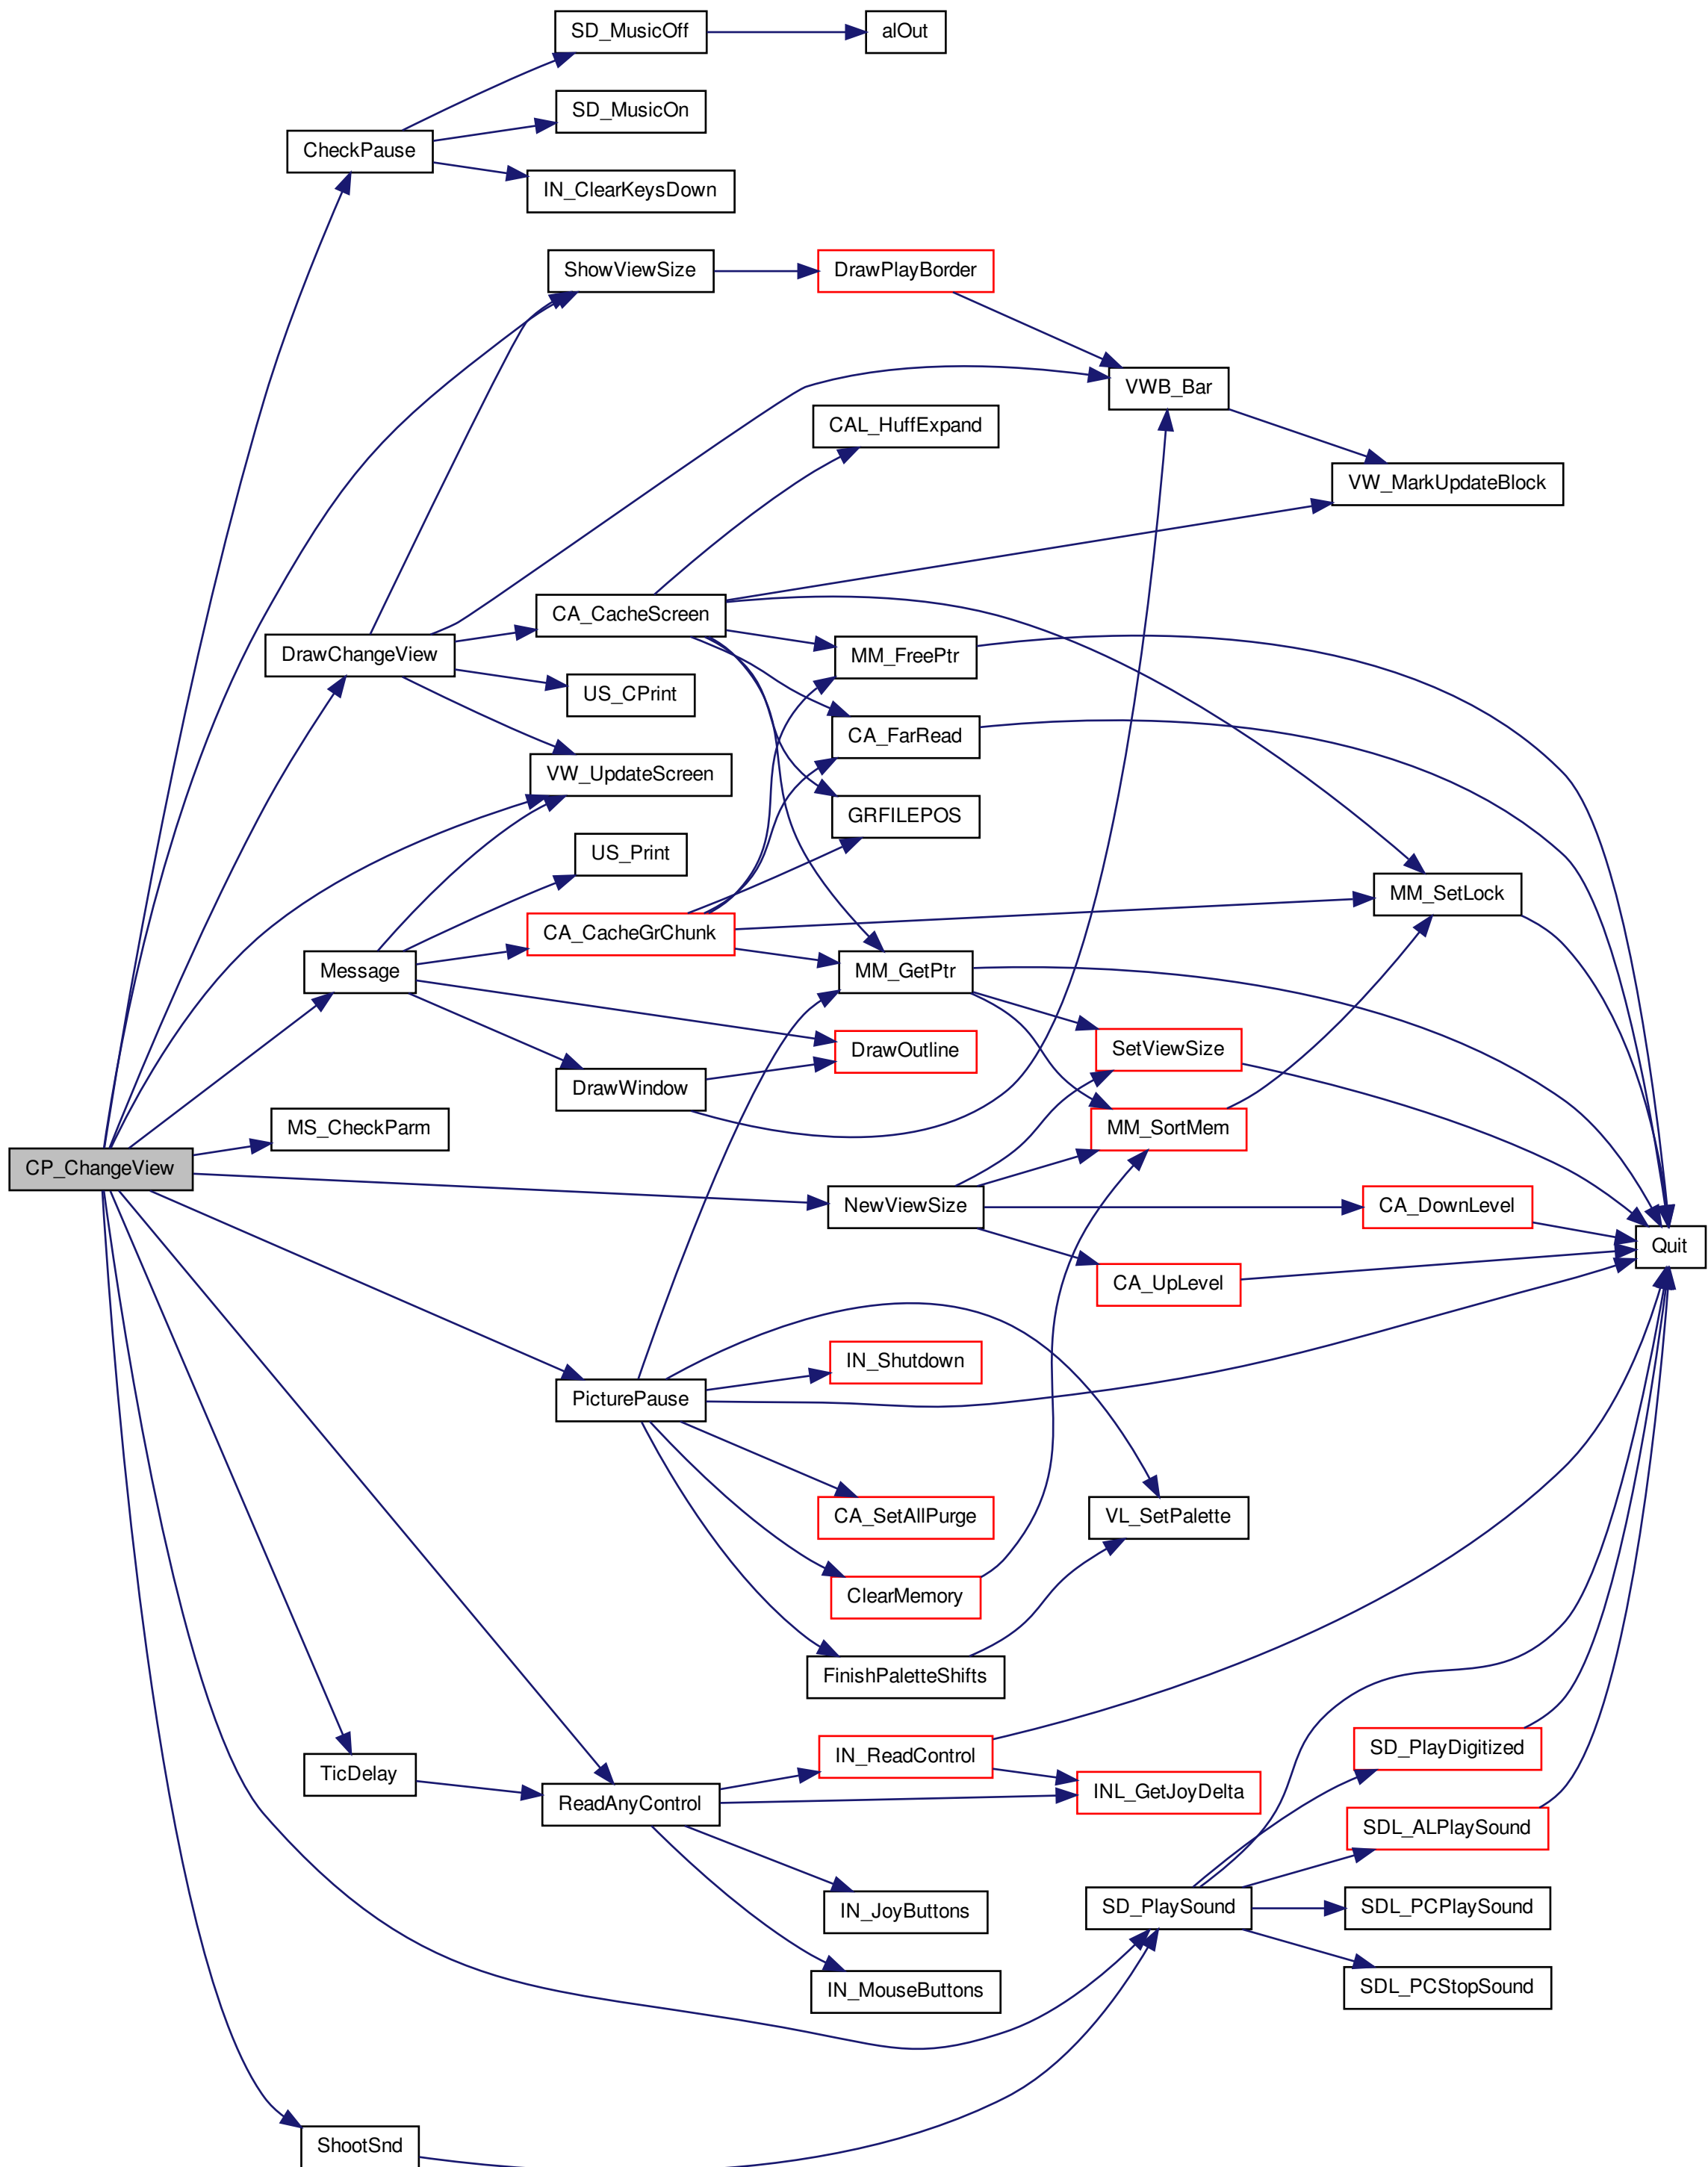 SD_MusicOff
alOut
SD_MusicOn
CheckPause
IN_ClearKeysDown
ShowViewSize
DrawPlayBorder
VWB_Bar
CAL_HuffExpand
VW_MarkUpdateBlock
CA_CacheScreen
DrawChangeView
MM_FreePtr
US_CPrint
CA_FarRead
VW_UpdateScreen
GRFILEPOS
US_Print
MM_SetLock
CA_CacheGrChunk
Message
MM_GetPtr
DrawOutline
SetViewSize
DrawWindow
MS_CheckParm
MM_SortMem
CP_ChangeView
NewViewSize
CA_DownLevel
Quit
CA_UpLevel
IN_Shutdown
PicturePause
CA_SetAllPurge
VL_SetPalette
ClearMemory
FinishPaletteShifts
SD_PlayDigitized
IN_ReadControl
TicDelay
INL_GetJoyDelta
ReadAnyControl
SDL_ALPlaySound
SD_PlaySound
SDL_PCPlaySound
IN_JoyButtons
SDL_PCStopSound
IN_MouseButtons
ShootSnd